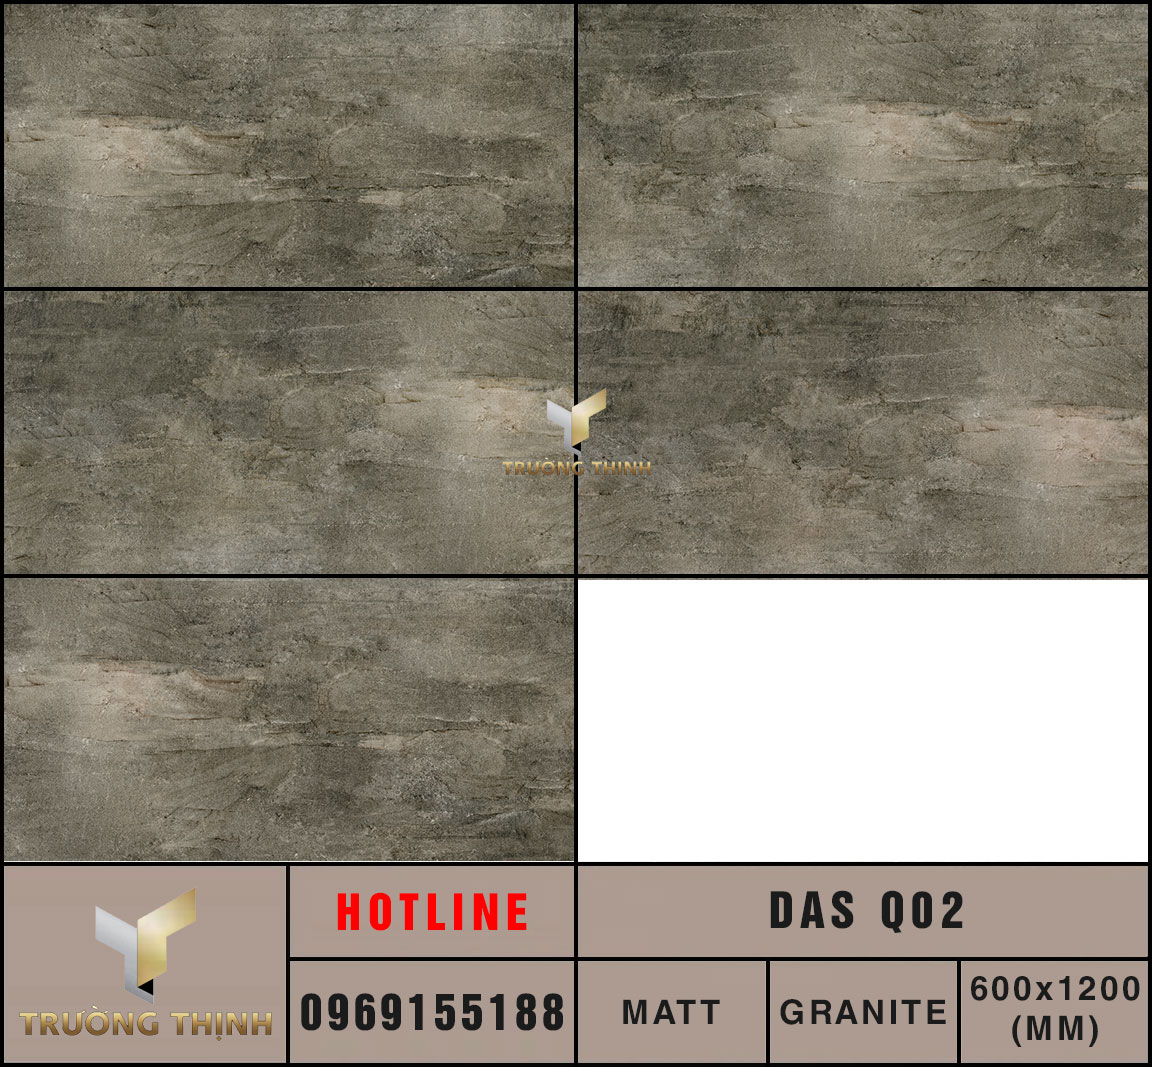 TRƯỜNG THỊNH
HOTLINE
DAS Q02
TRƯỜNG THỊNH
0969155188
MATT
GRANITE
600x1200
(MM)